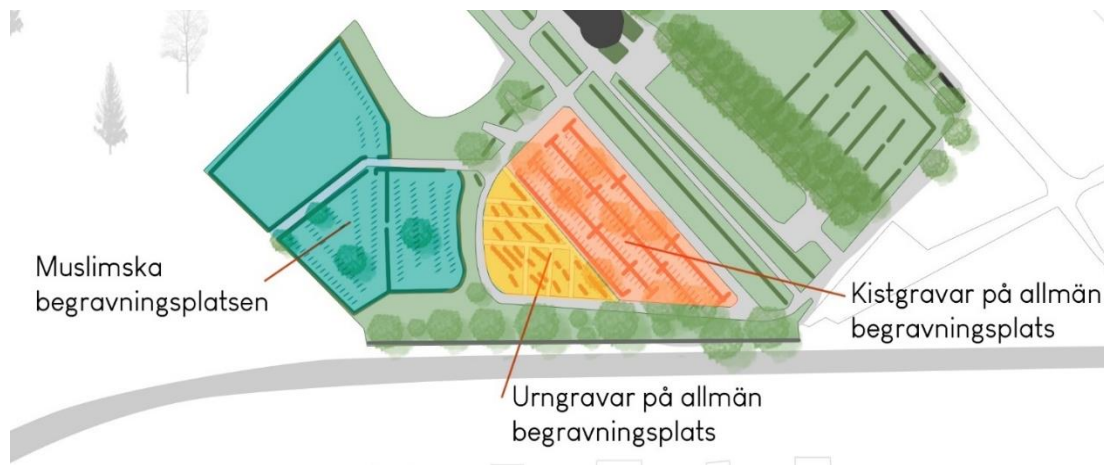 Muslimska
begravningsplatsen
Urngravar på allmän
begravningsplats
Kistgravar på allmän
begravningsplats